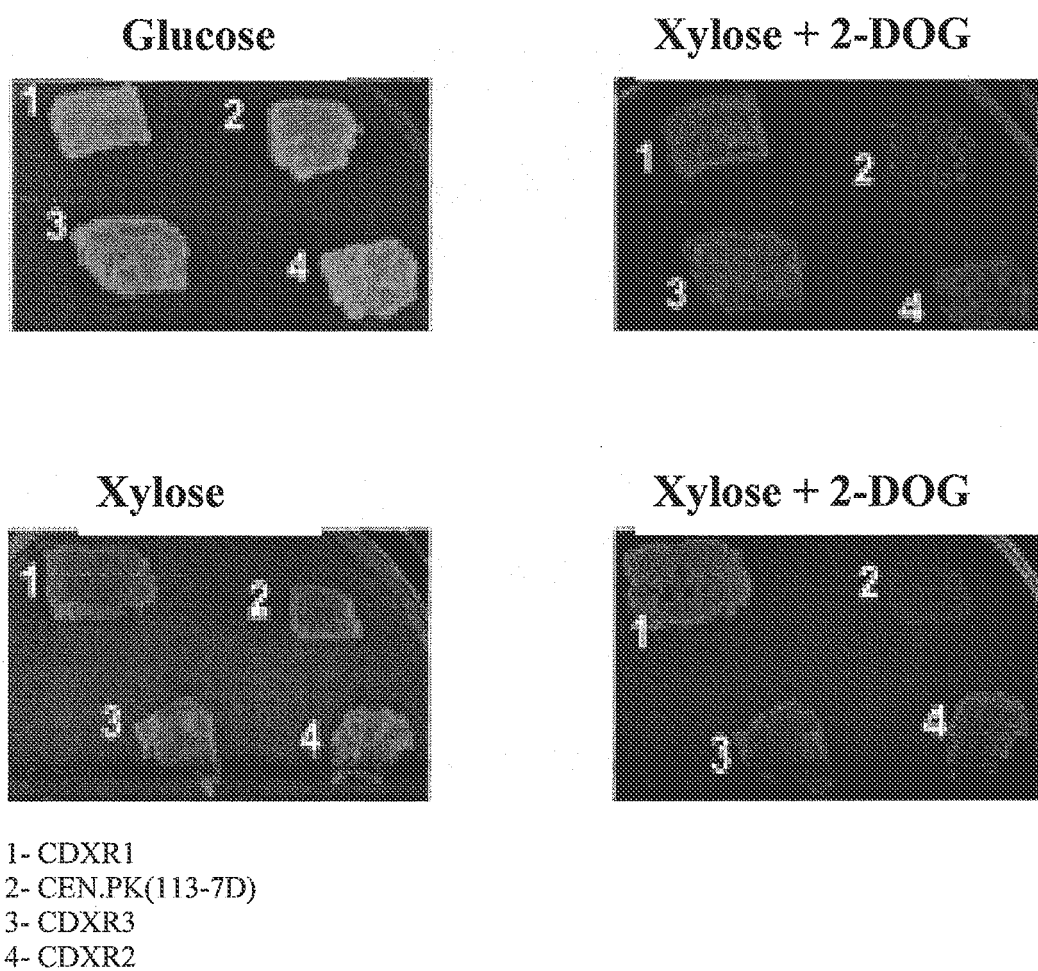 Glucose
Xylose + 2-DOG
1
2
3
4
1
2
3
4
Xylose
Xylose + 2-DOG
1
2
3
4
1
2
3
4
1- CDXR1
2- CEN.PK(113-7D)
3- CDXR3
4- CDXR2